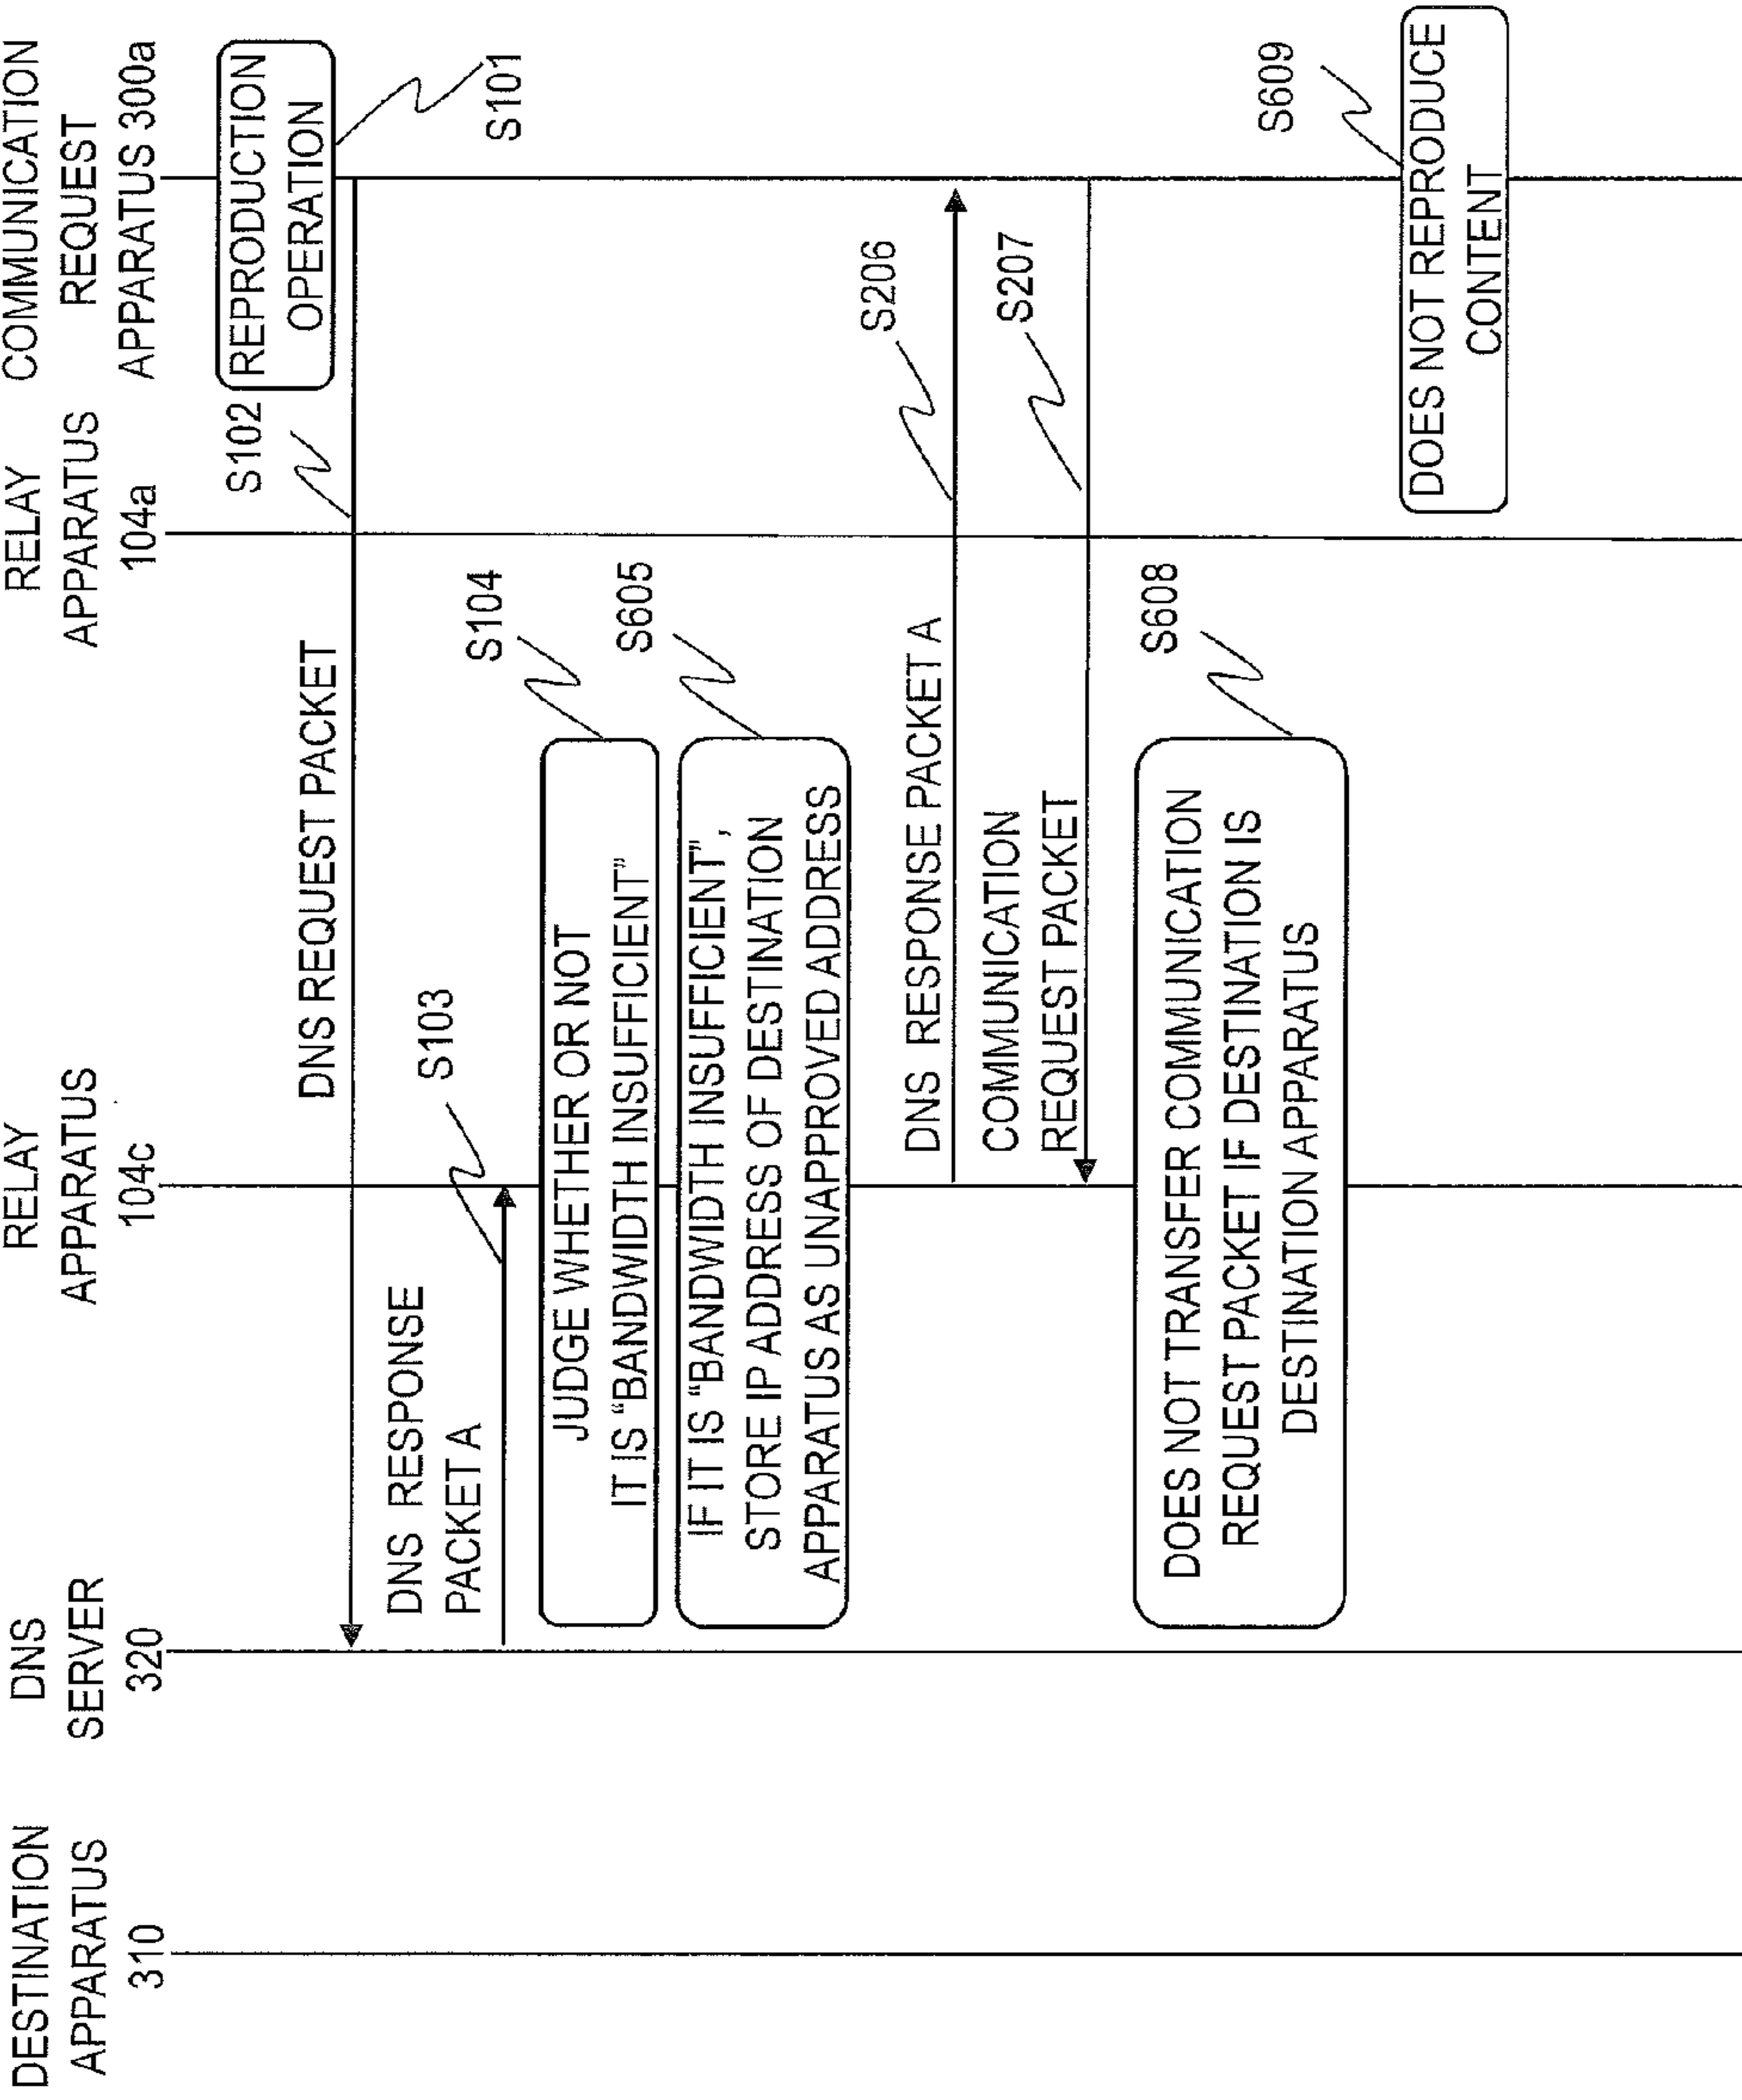 DESTINATION
APPARATUS
310
DNS
SERVER
320
RELAY
APPARATUS
104c
RELAY
APPARATUS
104a
COMMUNICATION
REQUEST
APPARATUS 300a
REPRODUCTION
OPERATION
S101
S102
DNS REQUEST PACKET
DNS RESPONSE
PACKET A
S103
JUDGE WHETHER OR NOT
IT IS “BANDWIDTH INSUFFICIENT”
S104
IF IT IS “BANDWIDTH INSUFFICIENT”,
STORE IP ADDRESS OF DESTINATION
APPARATUS AS UNAPPROVED ADDRESS
S605
DNS RESPONSE PACKET A
S206
COMMUNICATION
REQUEST PACKET
S207
DOES NOT TRANSFER COMMUNICATION
REQUEST PACKET IF DESTINATION IS
DESTINATION APPARATUS
S608
DOES NOT REPRODUCE
CONTENT
S609